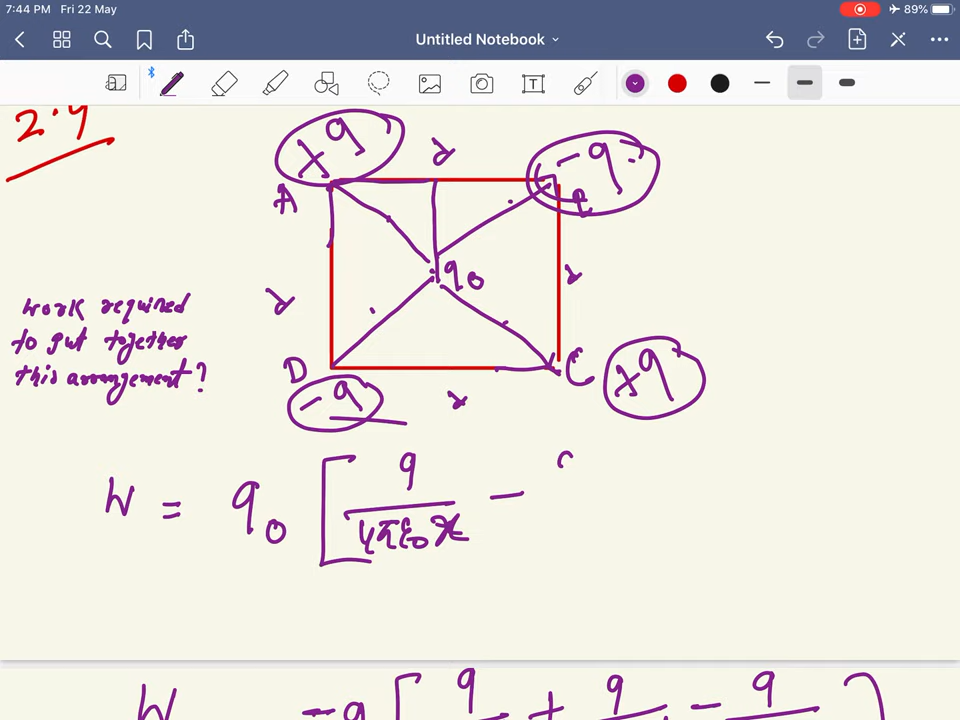 7:44 PM Fri 22 May
89%
Untitled Notebook
T
2.4
+q
d
-q
A
B
q0
d
d
work required
to put together
this arrangement?
D
C
+q
-q
d
W = q0 [ q / 4πε0x -
W -q [ q + q - q ]